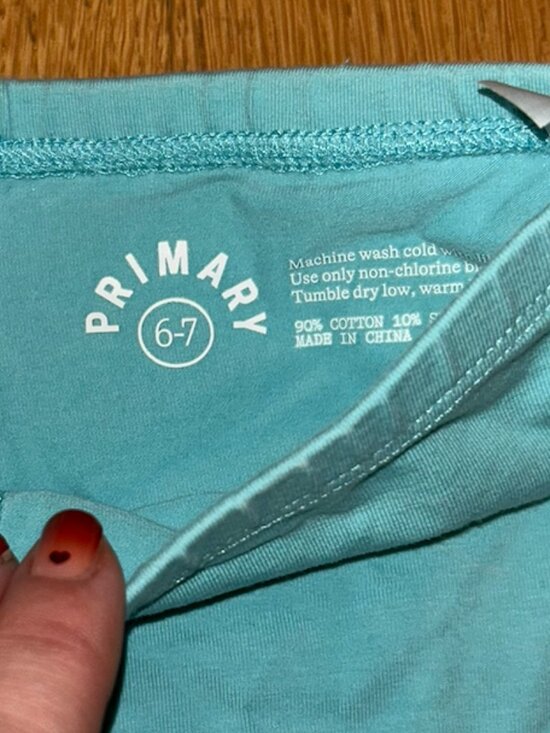 PRIMARY
6-7
Machine wash cold
Use only non-chlorine
Tumble dry low, warm
90% COTTON 10%
MADE IN CHINA